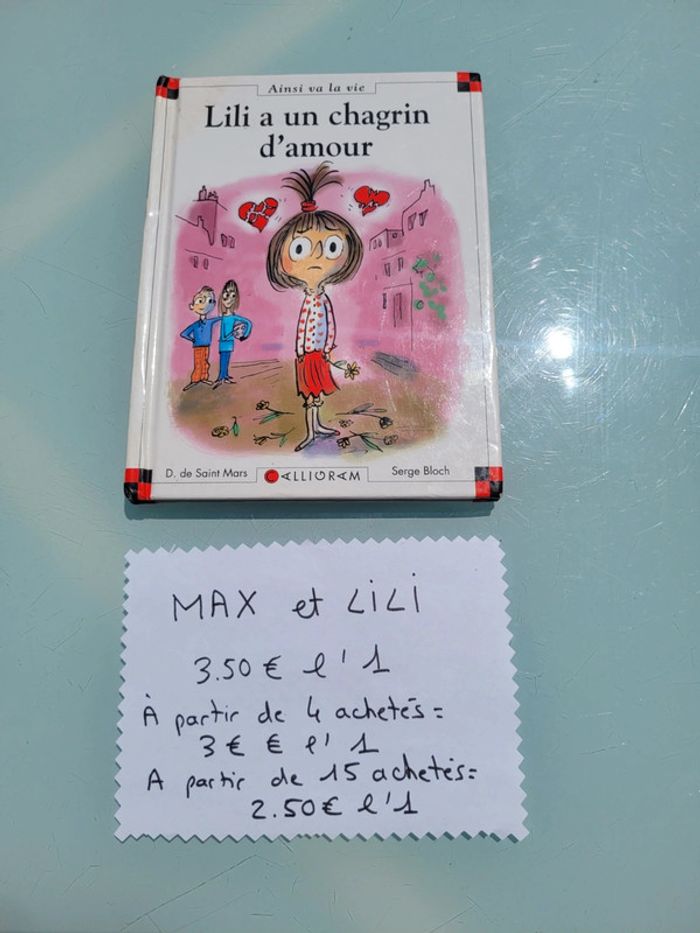 Ainsi va la vie
Lili a un chagrin
d'amour
D. de Saint Mars CALLIGRAM Serge Bloch
MAX et LiLi
3.50 € l'1
À partir de 4 achetés =
3 € € l'1
A partir de 15 achetés =
2.50 € l'1